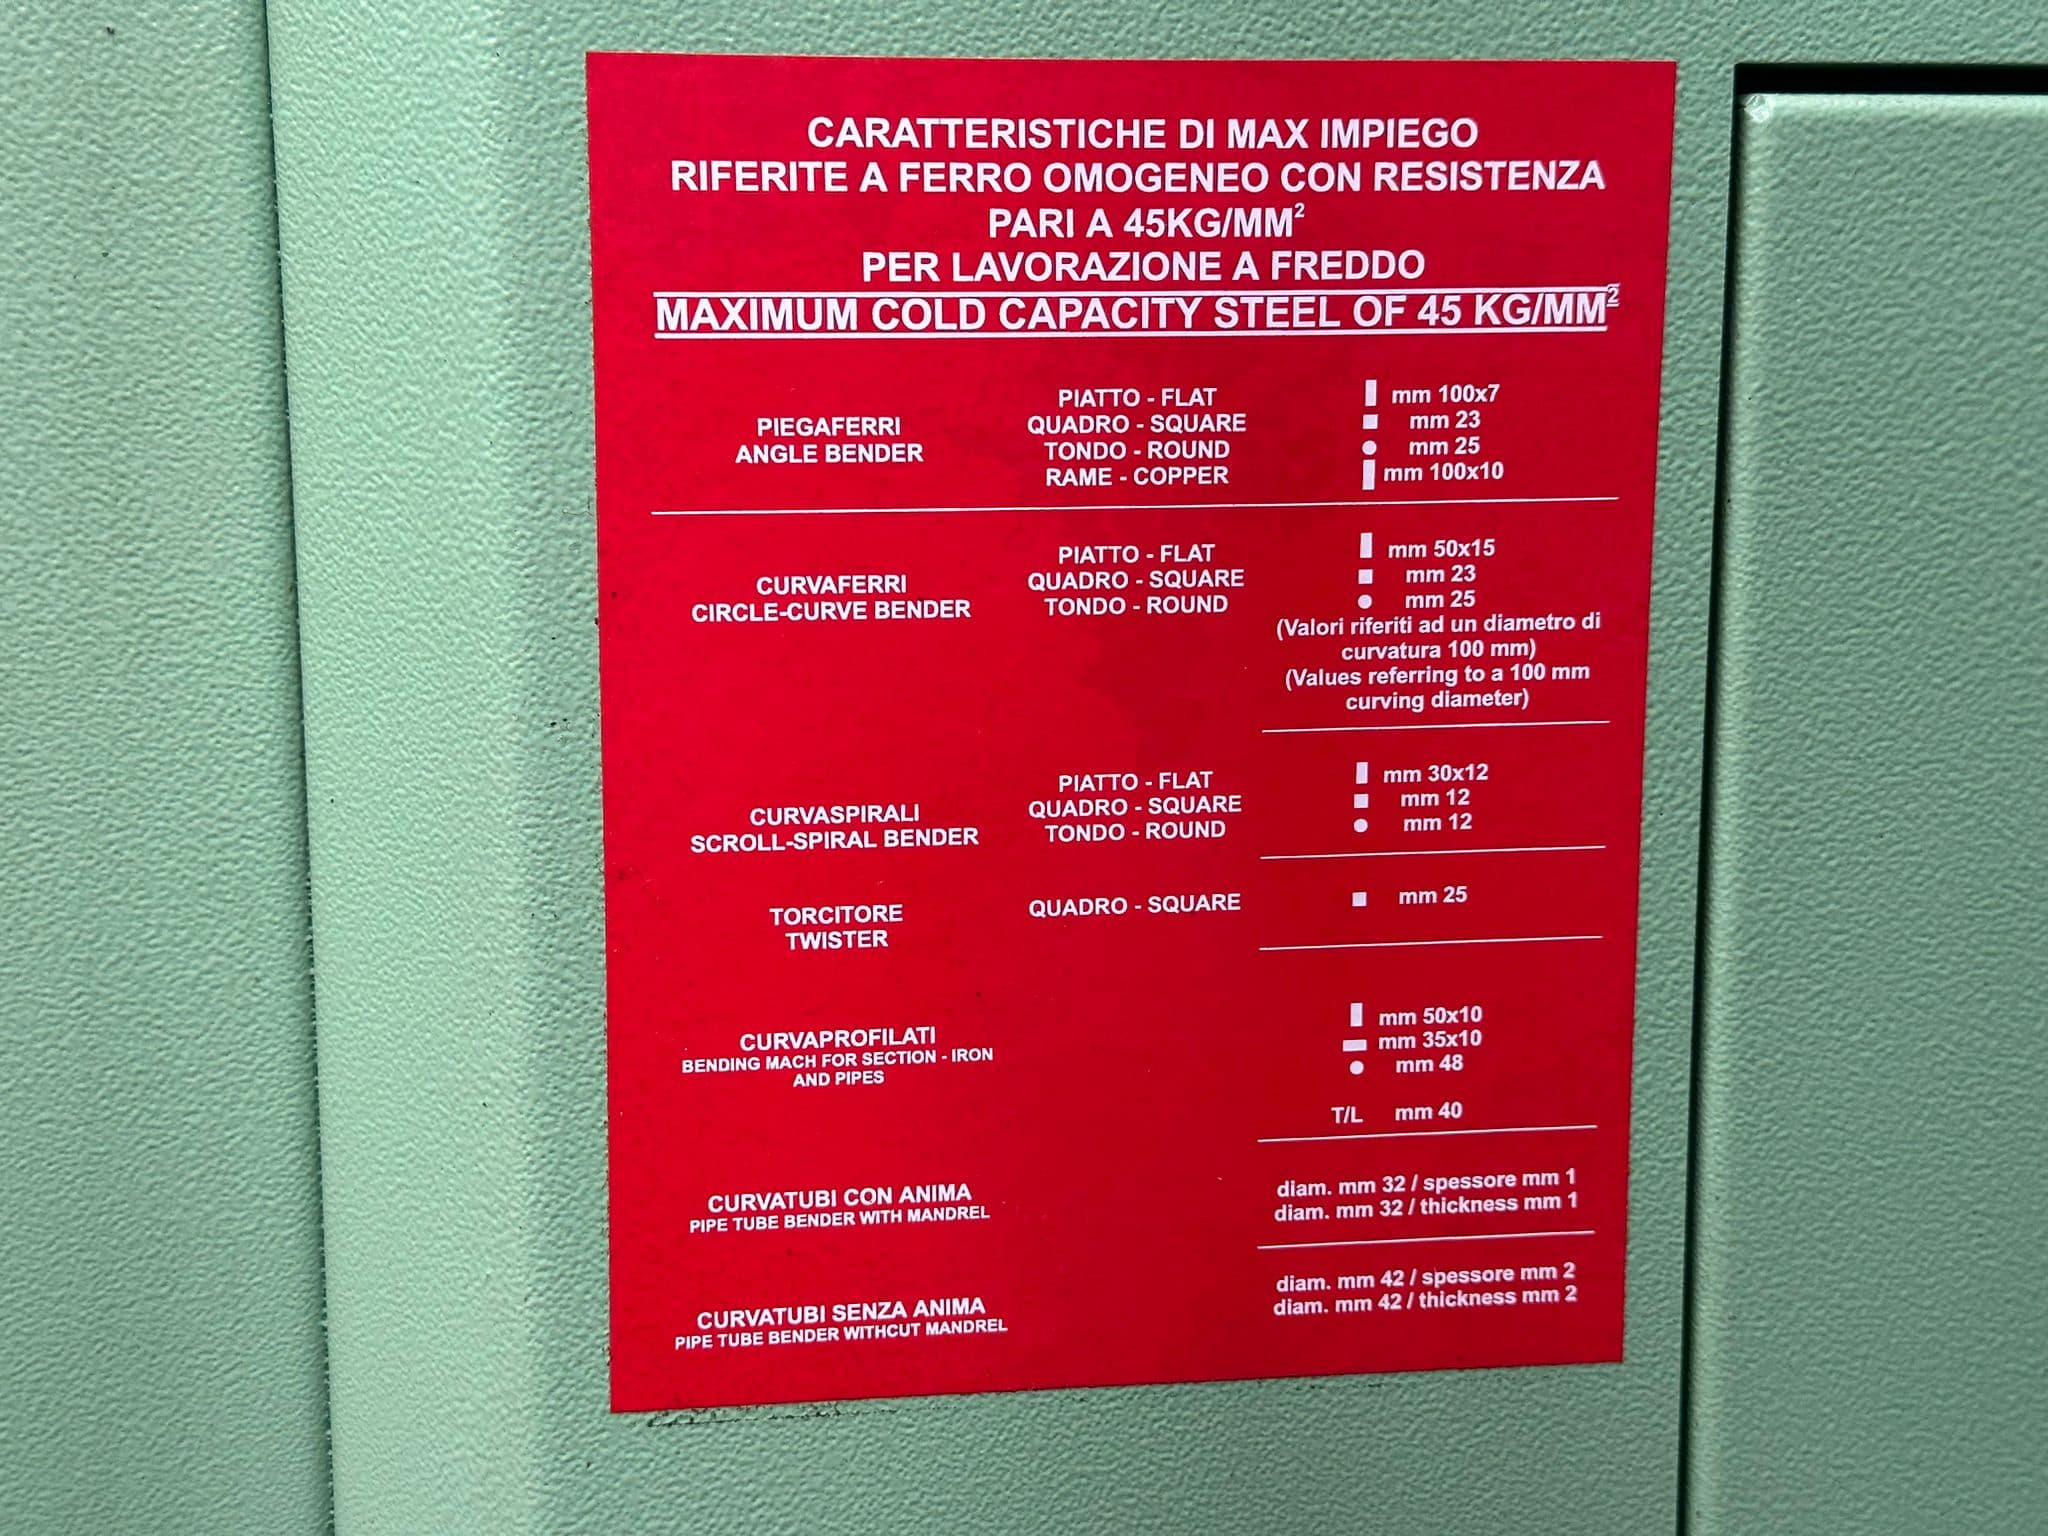 CARATTERISTICHE DI MAX IMPIEGO
RIFERITE A FERRO OMOGENEO CON RESISTENZA
PARI A 45KG/MM²
PER LAVORAZIONE A FREDDO
MAXIMUM COLD CAPACITY STEEL OF 45 KG/MM²
PIEGAFERRI
ANGLE BENDER
PIATTO - FLAT mm 100x7
QUADRO - SQUARE mm 23
TONDO - ROUND mm 25
RAME - COPPER mm 100x10
CURVAFERRI
CIRCLE-CURVE BENDER
PIATTO - FLAT mm 50x15
QUADRO - SQUARE mm 23
TONDO - ROUND mm 25
(Valori riferiti ad un diametro di
curvatura 100 mm)
(Values referring to a 100 mm
curving diameter)
CURVASPIRALI
SCROLL-SPIRAL BENDER
PIATTO - FLAT mm 30x12
QUADRO - SQUARE mm 12
TONDO - ROUND mm 12
TORCITORE
TWISTER
QUADRO - SQUARE mm 25
CURVAPROFILATI
BENDING MACH FOR SECTION - IRON
AND PIPES
mm 50x10
mm 35x10
mm 48
T/L mm 40
CURVATUBI CON ANIMA
PIPE TUBE BENDER WITH MANDREL
diam. mm 32 / spessore mm 1
diam. mm 32 / thickness mm 1
CURVATUBI SENZA ANIMA
PIPE TUBE BENDER WITHCUT MANDREL
diam. mm 42 / spessore mm 2
diam. mm 42 / thickness mm 2